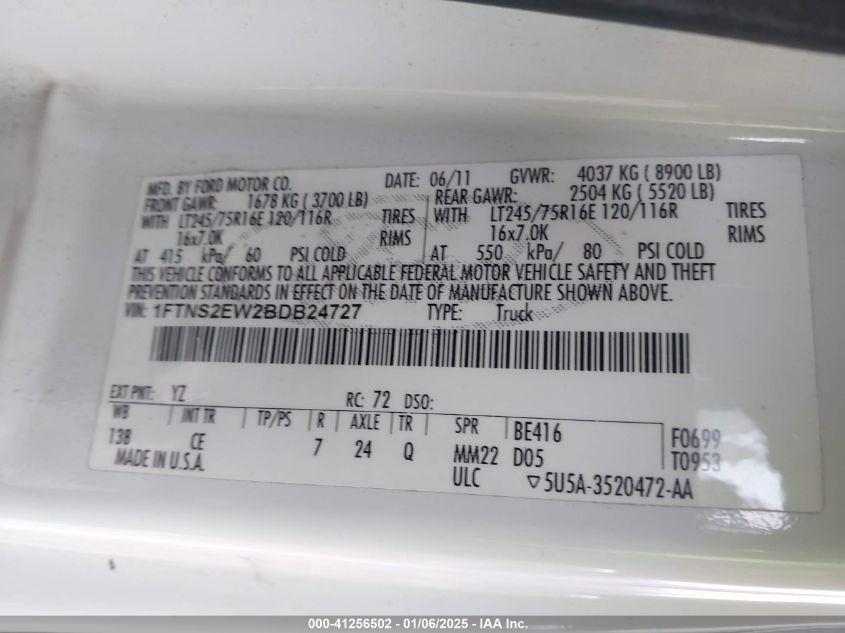 MFD. BY FORD MOTOR CO. DATE: 06/11 GVWR: 4037 KG ( 8900 LB)
FRONT GAWR: 1678 KG ( 3700 LB) REAR GAWR: 2504 KG ( 5520 LB)
WITH LT245/75R16E 120/116R TIRES WITH LT245/75R16E 120/116R TIRES
16x7.0K RIMS 16x7.0K RIMS
AT 415 kPa/ 60 PSI COLD AT 550 kPa/ 80 PSI COLD
THIS VEHICLE CONFORMS TO ALL APPLICABLE FEDERAL MOTOR VEHICLE SAFETY AND THEFT
PREVENTION STANDARDS IN EFFECT ON THE DATE OF MANUFACTURE SHOWN ABOVE.
VIN: 1FTNS2EW2BDB24727 TYPE: Truck
EXT PNT: YZ RC: 72 DSO:
WB INT TR TP/PS R AXLE TR SPR BE416 F0699
138 CE 7 24 Q MM22 D05 T0953
MADE IN U.S.A. ULC ▽5U5A-3520472-AA
000-41256502 - 01/06/2025 - IAA Inc.